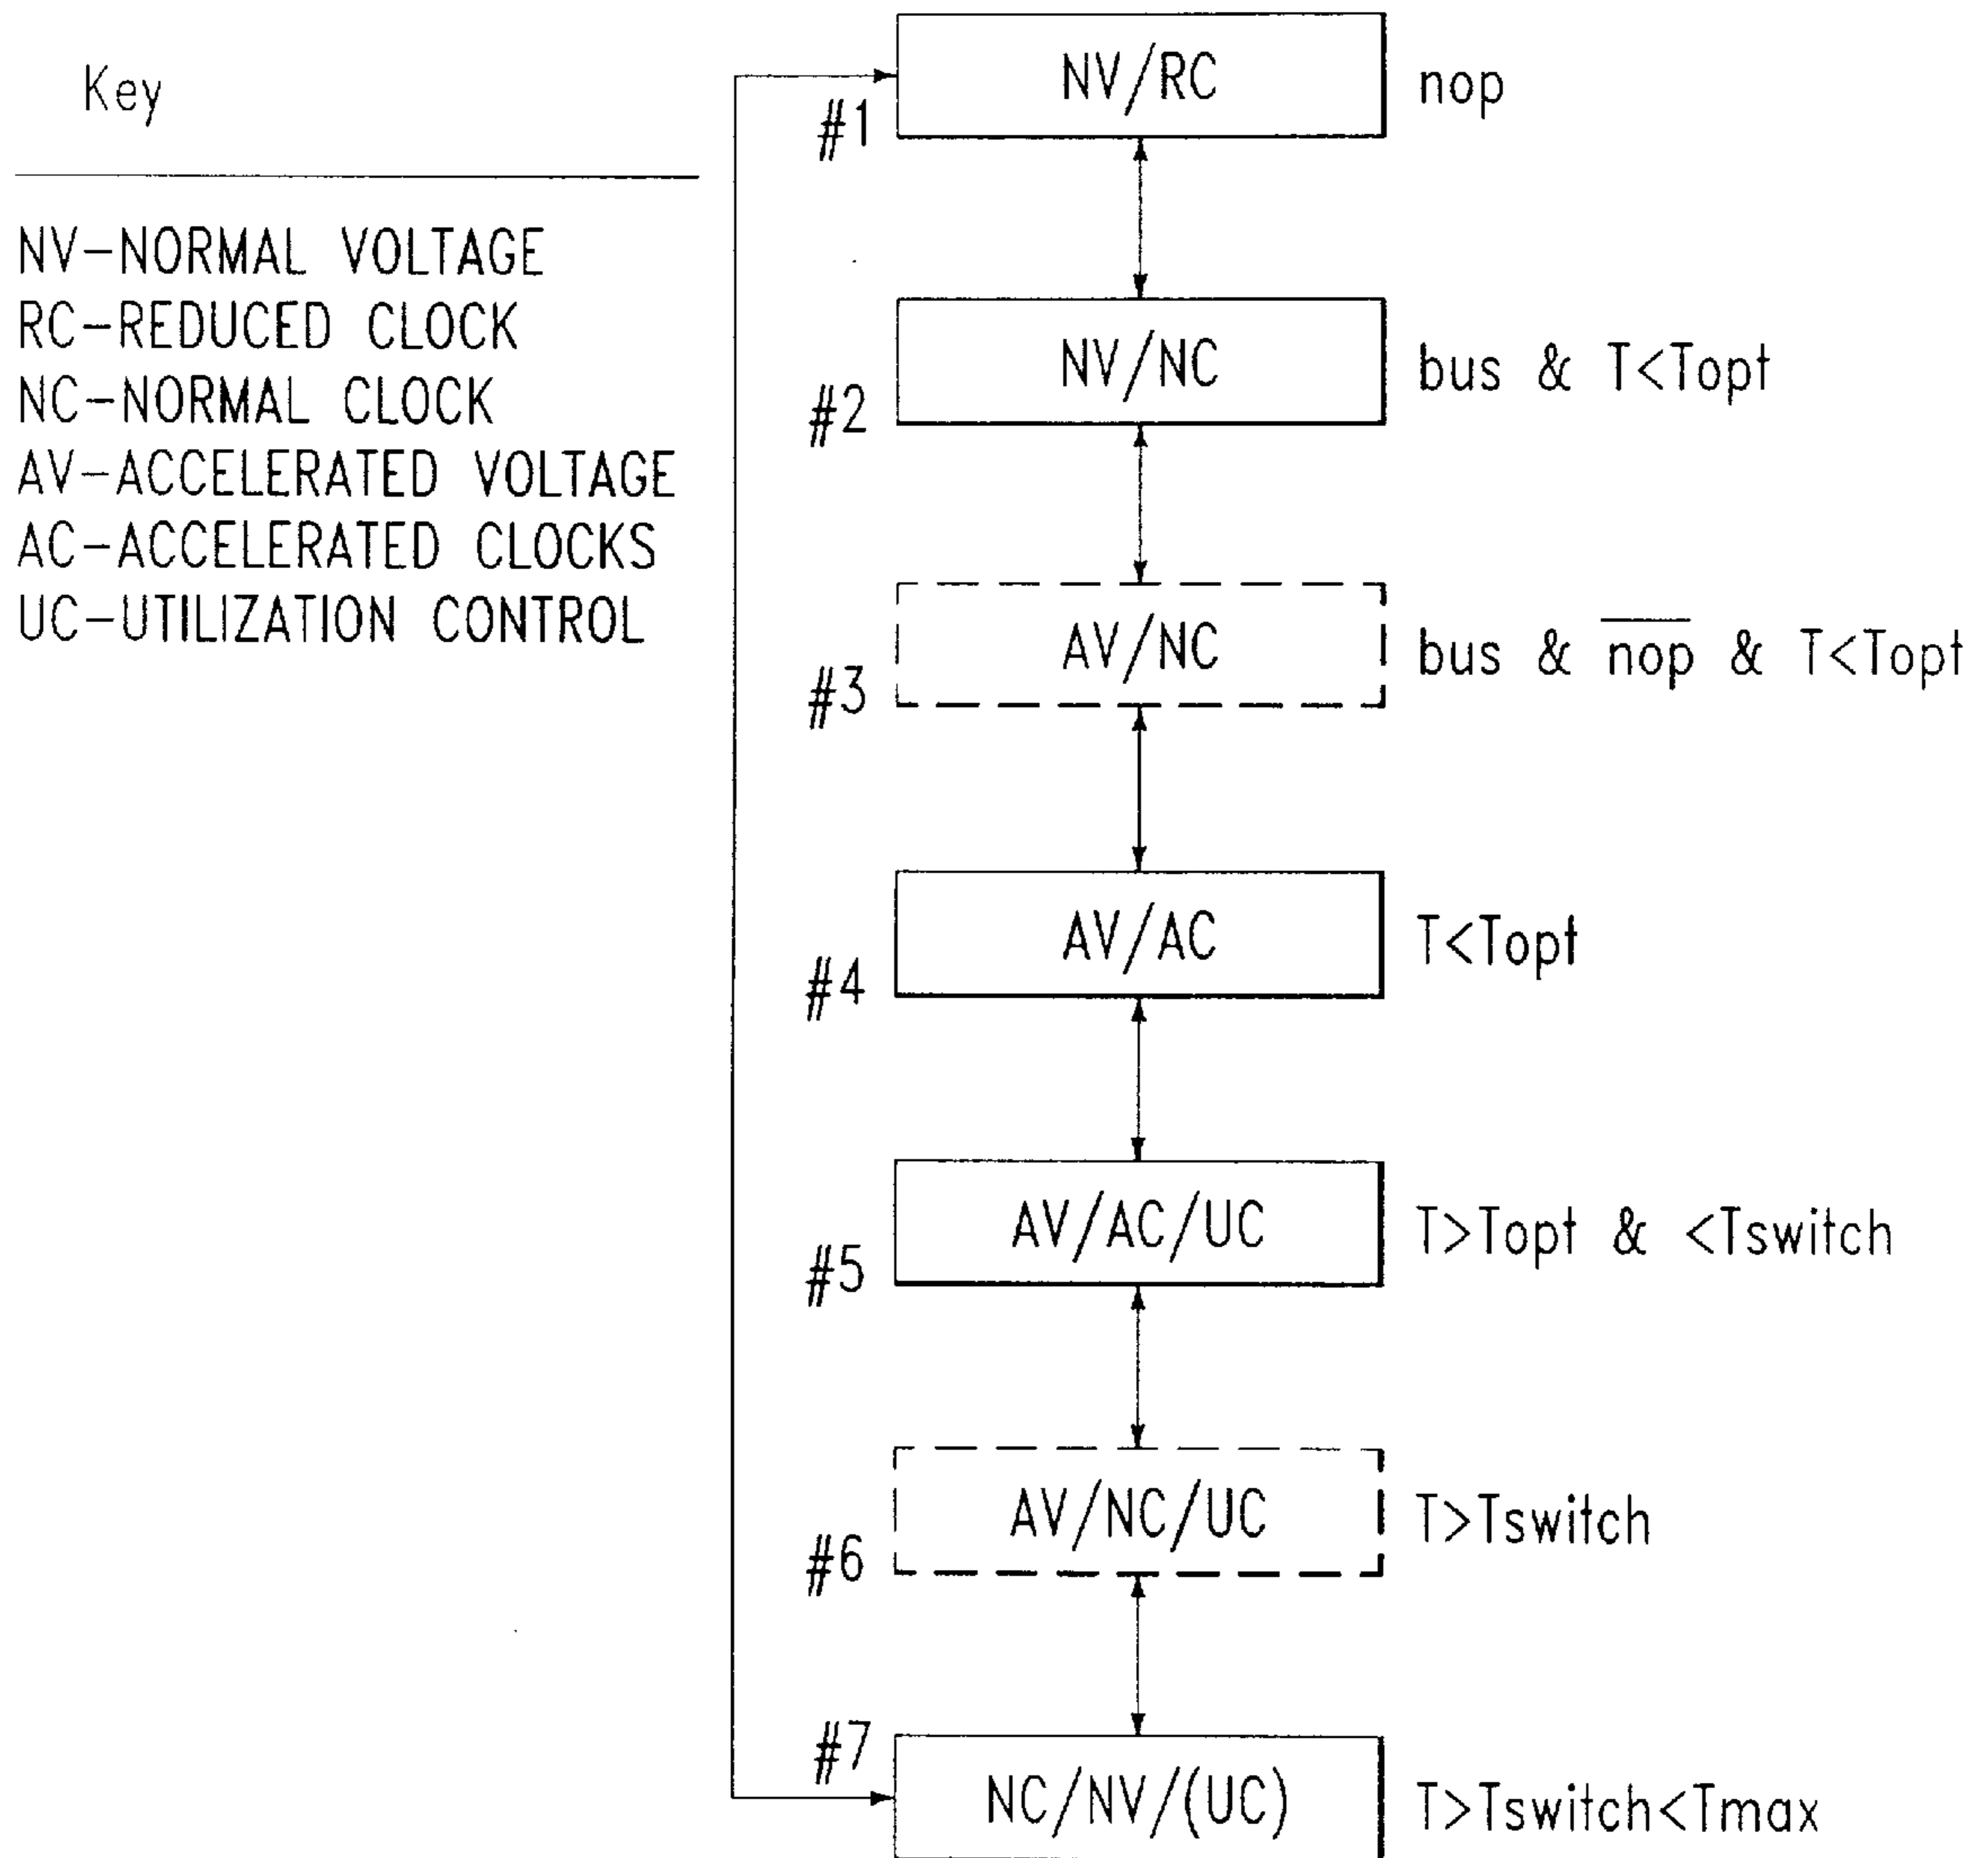 Key
NV-NORMAL VOLTAGE
RC-REDUCED CLOCK
NC-NORMAL CLOCK
AV-ACCELERATED VOLTAGE
AC-ACCELERATED CLOCKS
UC-UTILIZATION CONTROL
#1 NV/RC nop
#2 NV/NC bus & T<Topt
#3 AV/NC bus & n̅o̅p̅ & T<Topt
#4 AV/AC T<Topt
#5 AV/AC/UC T>Topt & <Tswitch
#6 AV/NC/UC T>Tswitch
#7 NC/NV/(UC) T>Tswitch<Tmax